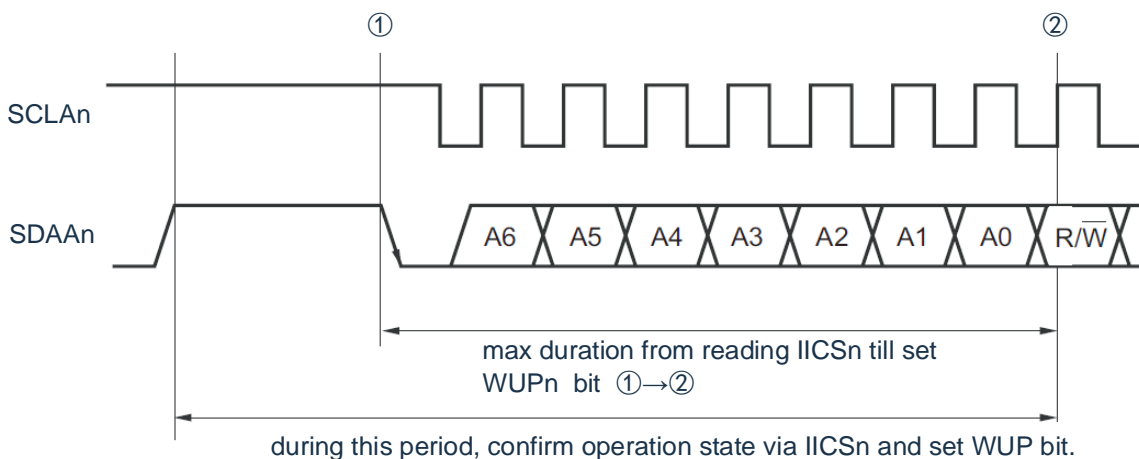 ① ②
SCLAn
SDAAn A6 A5 A4 A3 A2 A1 A0 R/W̅
max duration from reading IICSn till set
WUPn bit ①→②
during this period, confirm operation state via IICSn and set WUP bit.